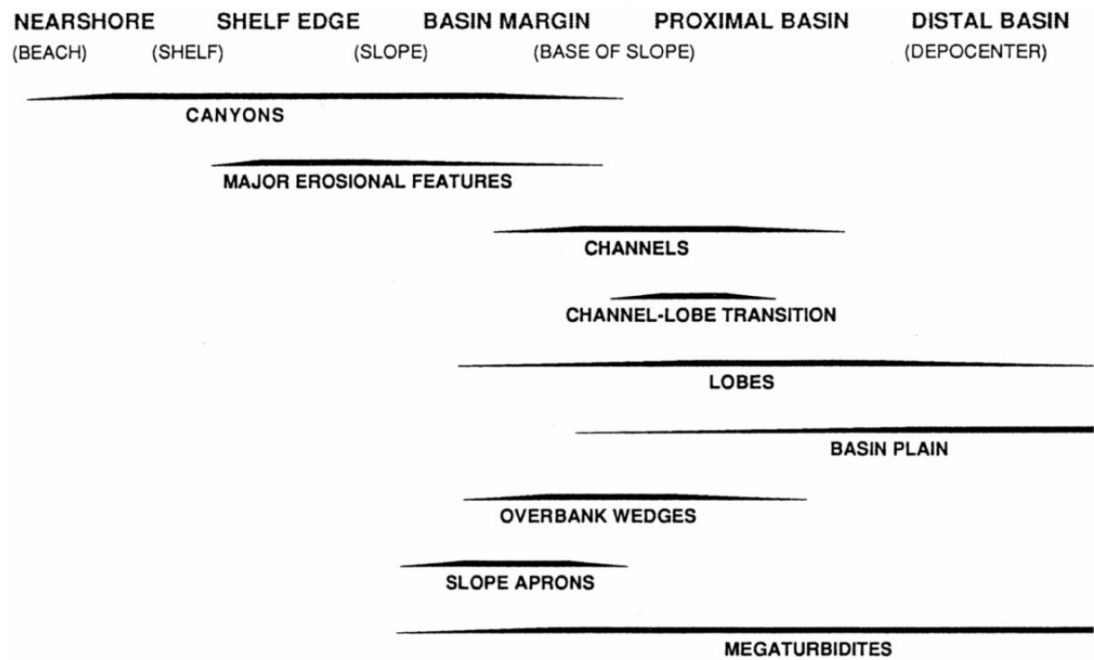 NEARSHORE SHELF EDGE BASIN MARGIN PROXIMAL BASIN DISTAL BASIN
(BEACH) (SHELF) (SLOPE) (BASE OF SLOPE) (DEPOCENTER)
CANYONS
MAJOR EROSIONAL FEATURES
CHANNELS
CHANNEL-LOBE TRANSITION
LOBES
BASIN PLAIN
OVERBANK WEDGES
SLOPE APRONS
MEGATURBIDITES